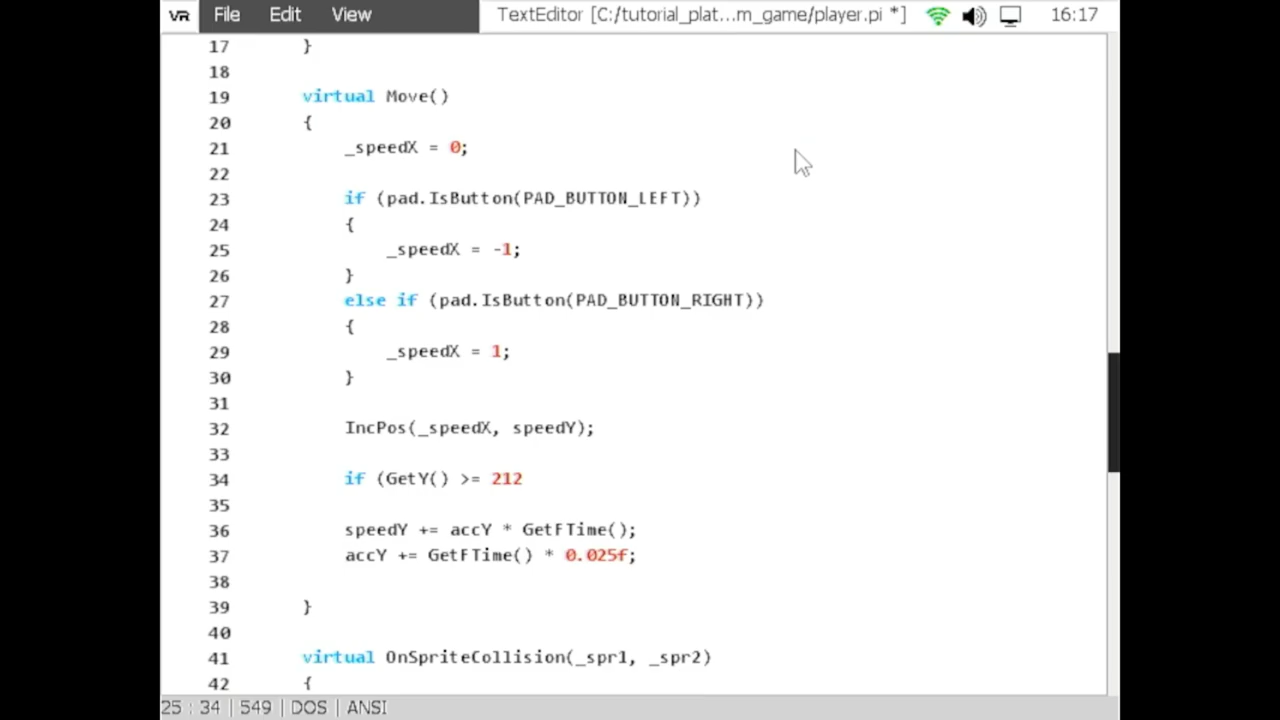 VR File Edit View TextEditor [C:/tutorial_plat...m_game/player.pi *] 16:17
17 }
18
19 virtual Move()
20 {
21 _speedX = 0;
22
23 if (pad.IsButton(PAD_BUTTON_LEFT))
24 {
25 _speedX = -1;
26 }
27 else if (pad.IsButton(PAD_BUTTON_RIGHT))
28 {
29 _speedX = 1;
30 }
31
32 IncPos(_speedX, speedY);
33
34 if (GetY() >= 212
35
36 speedY += accY * GetFTime();
37 accY += GetFTime() * 0.025f;
38
39 }
40
41 virtual OnSpriteCollision(_spr1, _spr2)
42 {
25 : 34 | 549 | DOS | ANSI